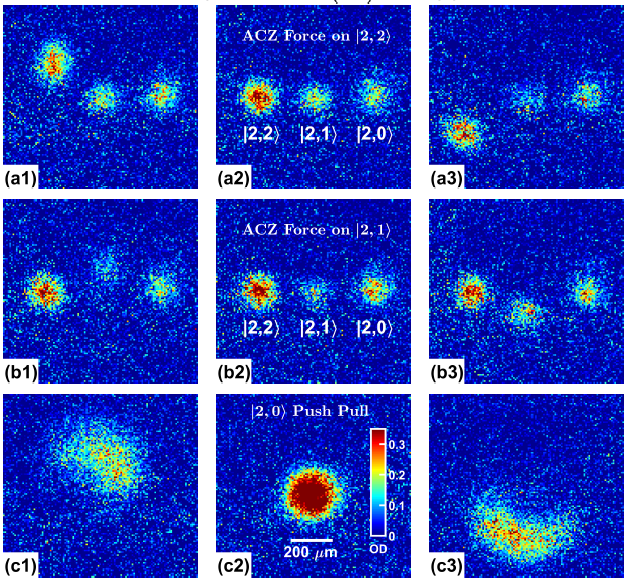 ACZ Force on |2, 2⟩
|2,2⟩ |2,1⟩ |2,0⟩
(a1) (a2) (a3)
ACZ Force on |2, 1⟩
|2,2⟩ |2,1⟩ |2,0⟩
(b1) (b2) (b3)
|2, 0⟩ Push Pull
0.3
0.2
0.1
0
200 μm OD
(c1) (c2) (c3)